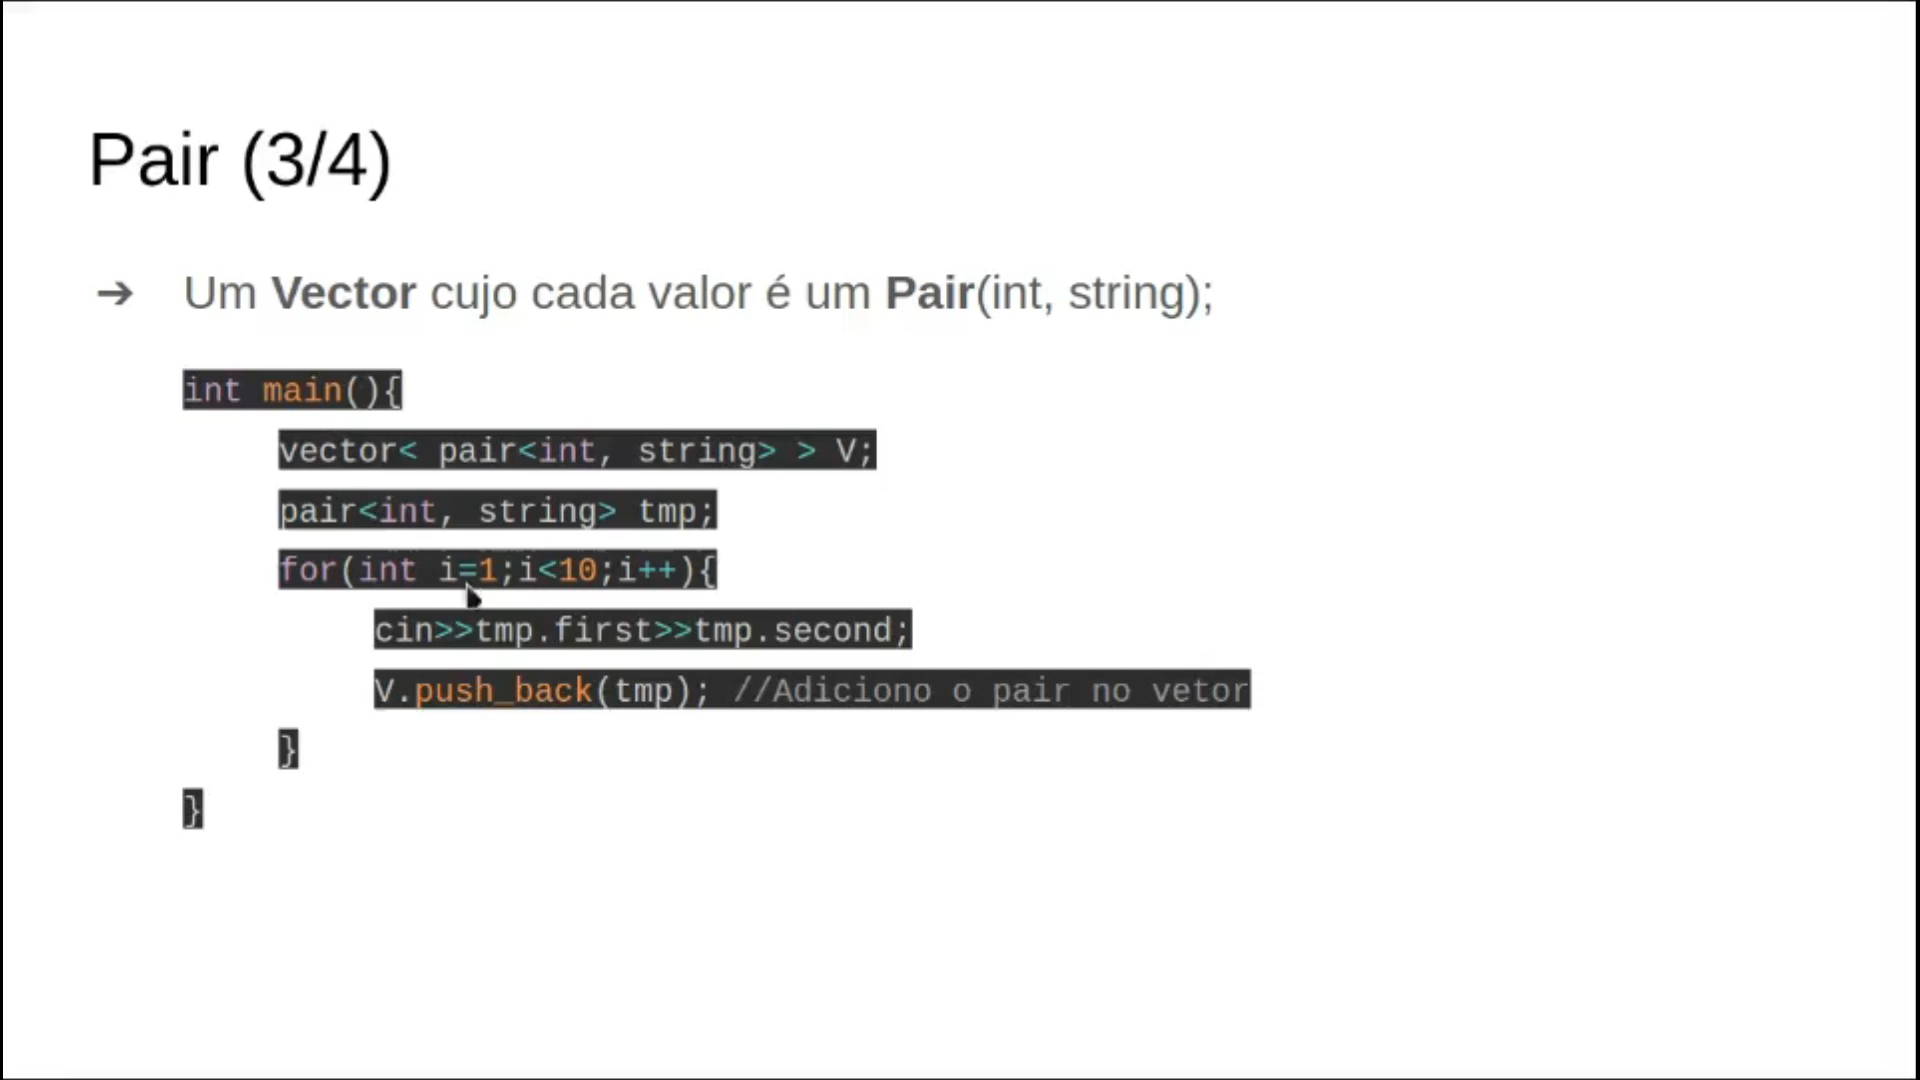 Pair (3/4)
➔ Um Vector cujo cada valor é um Pair(int, string);
int main(){
vector< pair<int, string> > V;
pair<int, string> tmp;
for(int i=1;i<10;i++){
cin>>tmp.first>>tmp.second;
V.push_back(tmp); //Adiciono o pair no vetor
}
}